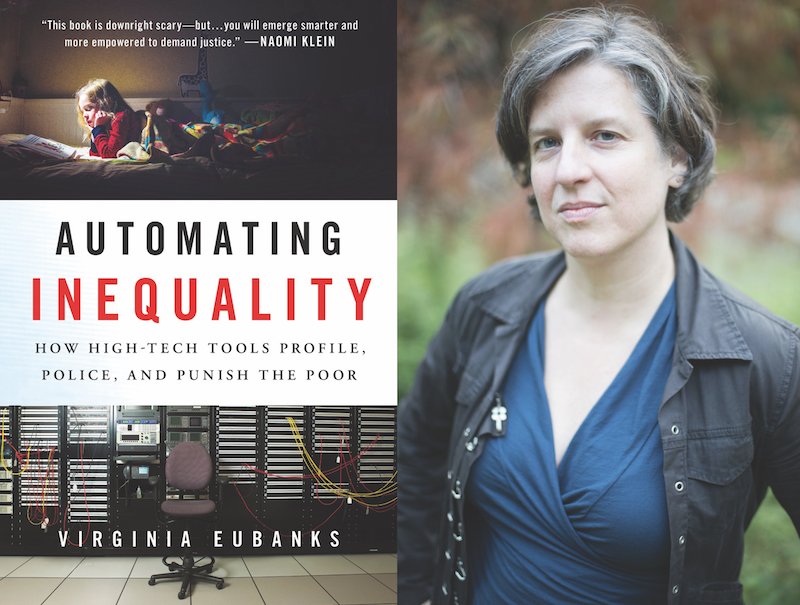 “This book is downright scary—but…you will emerge smarter and
more empowered to demand justice.” —NAOMI KLEIN
AUTOMATING
INEQUALITY
HOW HIGH-TECH TOOLS PROFILE,
POLICE, AND PUNISH THE POOR
VIRGINIA EUBANKS